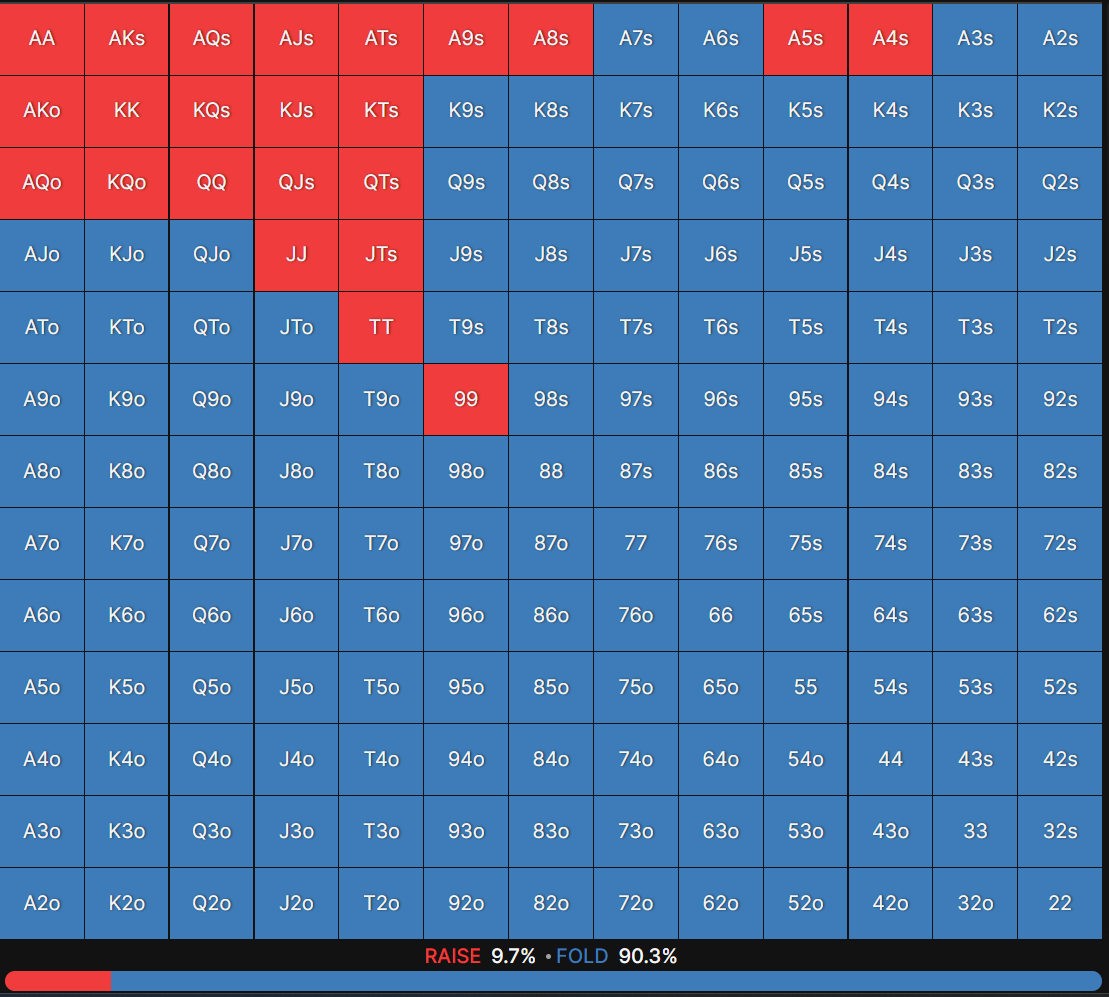 AA AKs AQs AJs ATs A9s A8s A7s A6s A5s A4s A3s A2s
AKo KK KQs KJs KTs K9s K8s K7s K6s K5s K4s K3s K2s
AQo KQo QQ QJs QTs Q9s Q8s Q7s Q6s Q5s Q4s Q3s Q2s
AJo KJo QJo JJ JTs J9s J8s J7s J6s J5s J4s J3s J2s
ATo KTo QTo JTo TT T9s T8s T7s T6s T5s T4s T3s T2s
A9o K9o Q9o J9o T9o 99 98s 97s 96s 95s 94s 93s 92s
A8o K8o Q8o J8o T8o 98o 88 87s 86s 85s 84s 83s 82s
A7o K7o Q7o J7o T7o 97o 87o 77 76s 75s 74s 73s 72s
A6o K6o Q6o J6o T6o 96o 86o 76o 66 65s 64s 63s 62s
A5o K5o Q5o J5o T5o 95o 85o 75o 65o 55 54s 53s 52s
A4o K4o Q4o J4o T4o 94o 84o 74o 64o 54o 44 43s 42s
A3o K3o Q3o J3o T3o 93o 83o 73o 63o 53o 43o 33 32s
A2o K2o Q2o J2o T2o 92o 82o 72o 62o 52o 42o 32o 22
RAISE 9.7% • FOLD 90.3%